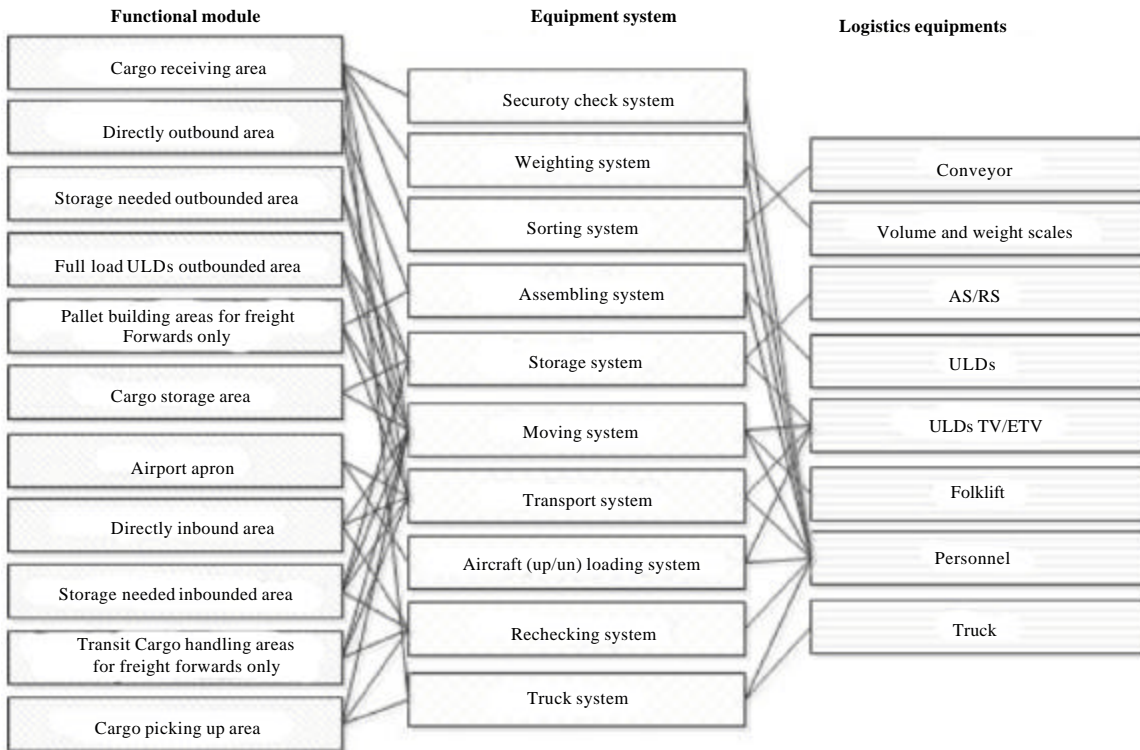 Functional module
Equipment system
Logistics equipments
Cargo receiving area
Directly outbound area
Storage needed outbounded area
Full load ULDs outbounded area
Pallet building areas for freight
Forwards only
Cargo storage area
Airport apron
Directly inbound area
Storage needed inbounded area
Transit Cargo handling areas
for freight forwards only
Cargo picking up area
Securoty check system
Weighting system
Sorting system
Assembling system
Storage system
Moving system
Transport system
Aircraft (up/un) loading system
Rechecking system
Truck system
Conveyor
Volume and weight scales
AS/RS
ULDs
ULDs TV/ETV
Folklift
Personnel
Truck